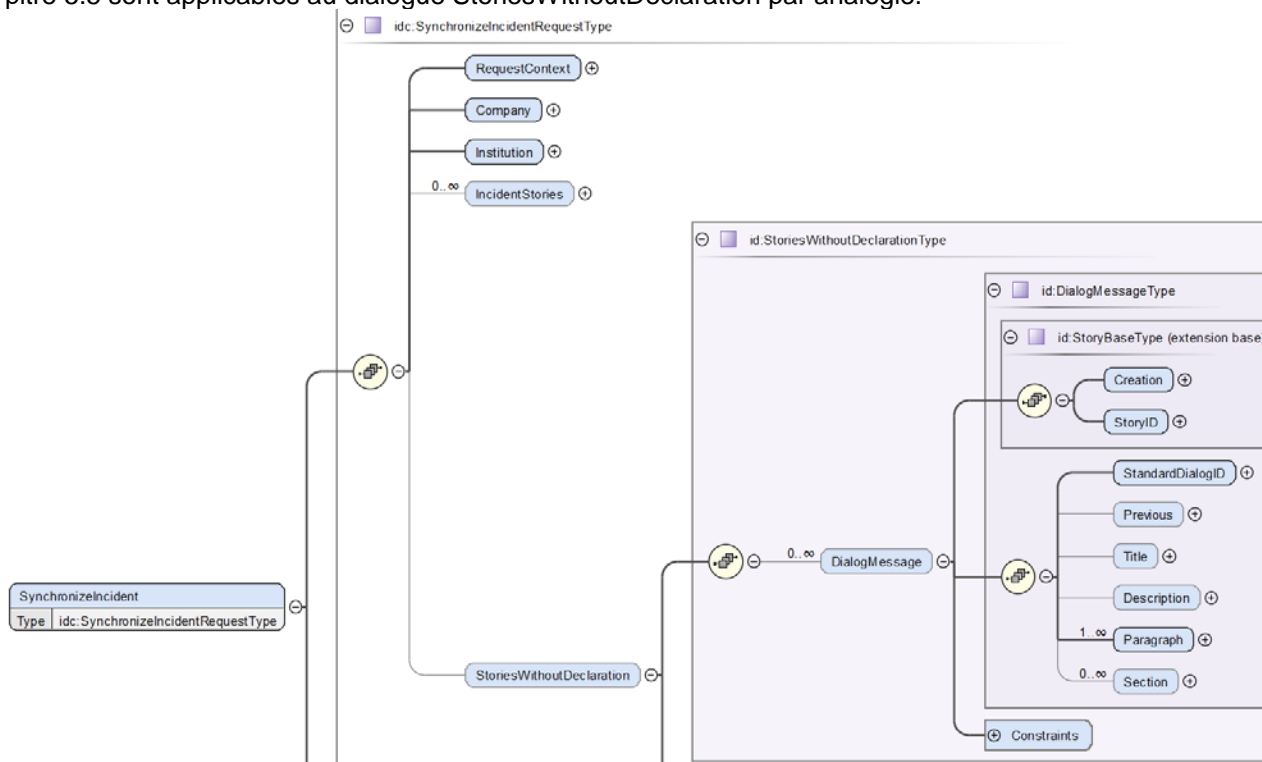 pitre 3.3 sont applicables au dialogue StoriesWithoutDeclaration par analogie.
idc:SynchronizeIncidentRequestType
RequestContext
Company
Institution
0..∞ IncidentStories
id:StoriesWithoutDeclarationType
id:DialogMessageType
id:StoryBaseType (extension base)
Creation
StoryID
StandardDialogID
Previous
Title
0..∞ DialogMessage
Description
SynchronizeIncident
Type idc:SynchronizeIncidentRequestType
1..∞ Paragraph
StoriesWithoutDeclaration
0..∞ Section
Constraints